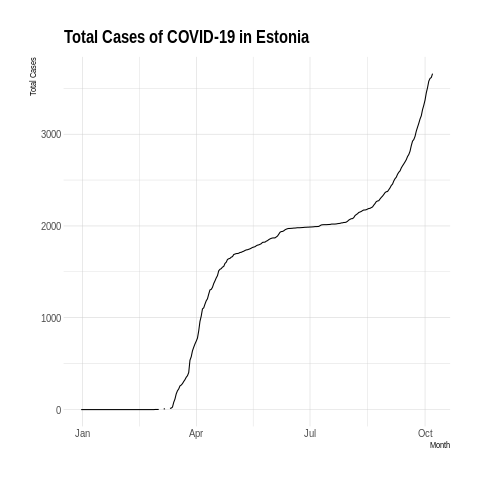 Total Cases of COVID-19 in Estonia
Total Cases
3000
2000
1000
0
Jan Apr Jul Oct
Month